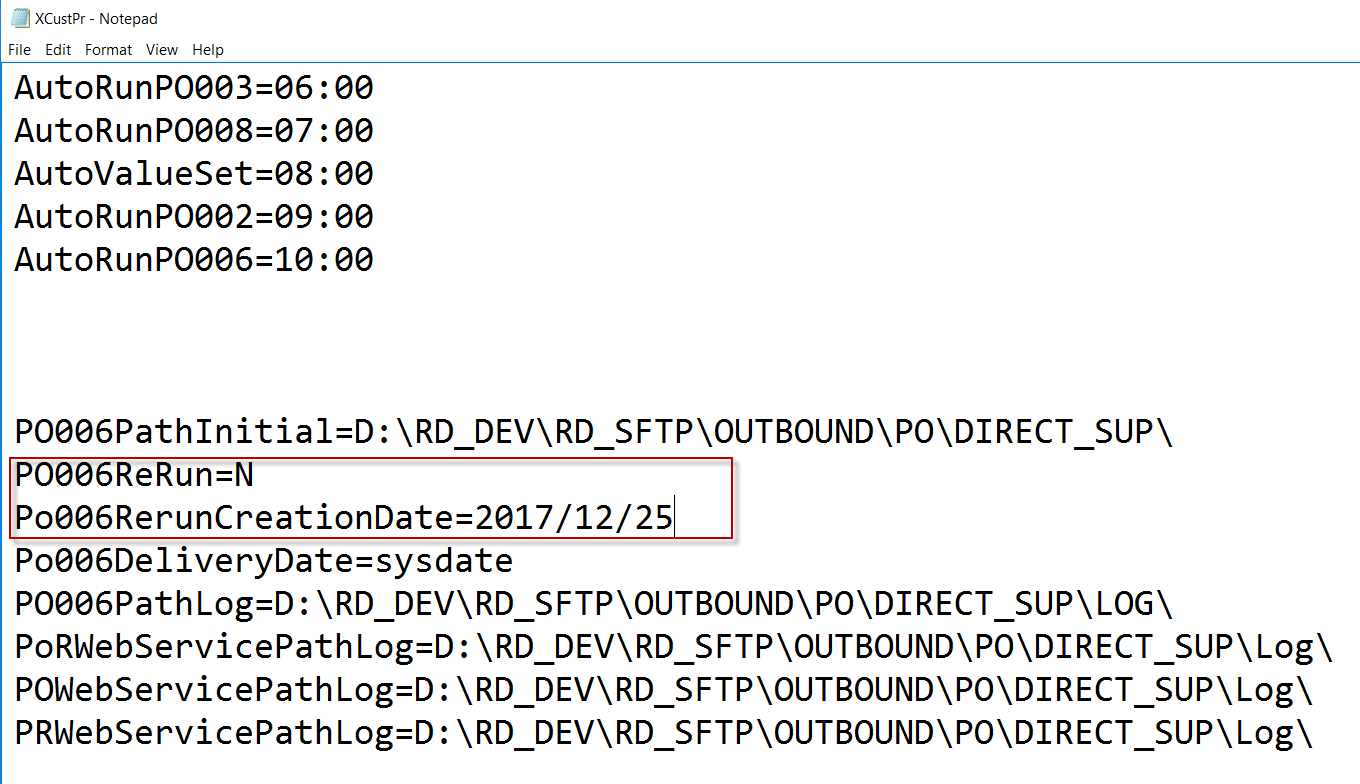 XCustPr - Notepad
File Edit Format View Help
AutoRunPO003=06:00
AutoRunPO008=07:00
AutoValueSet=08:00
AutoRunPO002=09:00
AutoRunPO006=10:00
PO006PathInitial=D:\RD_DEV\RD_SFTP\OUTBOUND\PO\DIRECT_SUP\
PO006ReRun=N
Po006RerunCreationDate=2017/12/25
Po006DeliveryDate=sysdate
PO006PathLog=D:\RD_DEV\RD_SFTP\OUTBOUND\PO\DIRECT_SUP\LOG\
PoRWebServicePathLog=D:\RD_DEV\RD_SFTP\OUTBOUND\PO\DIRECT_SUP\Log\
POWebServicePathLog=D:\RD_DEV\RD_SFTP\OUTBOUND\PO\DIRECT_SUP\Log\
PRWebServicePathLog=D:\RD_DEV\RD_SFTP\OUTBOUND\PO\DIRECT_SUP\Log\